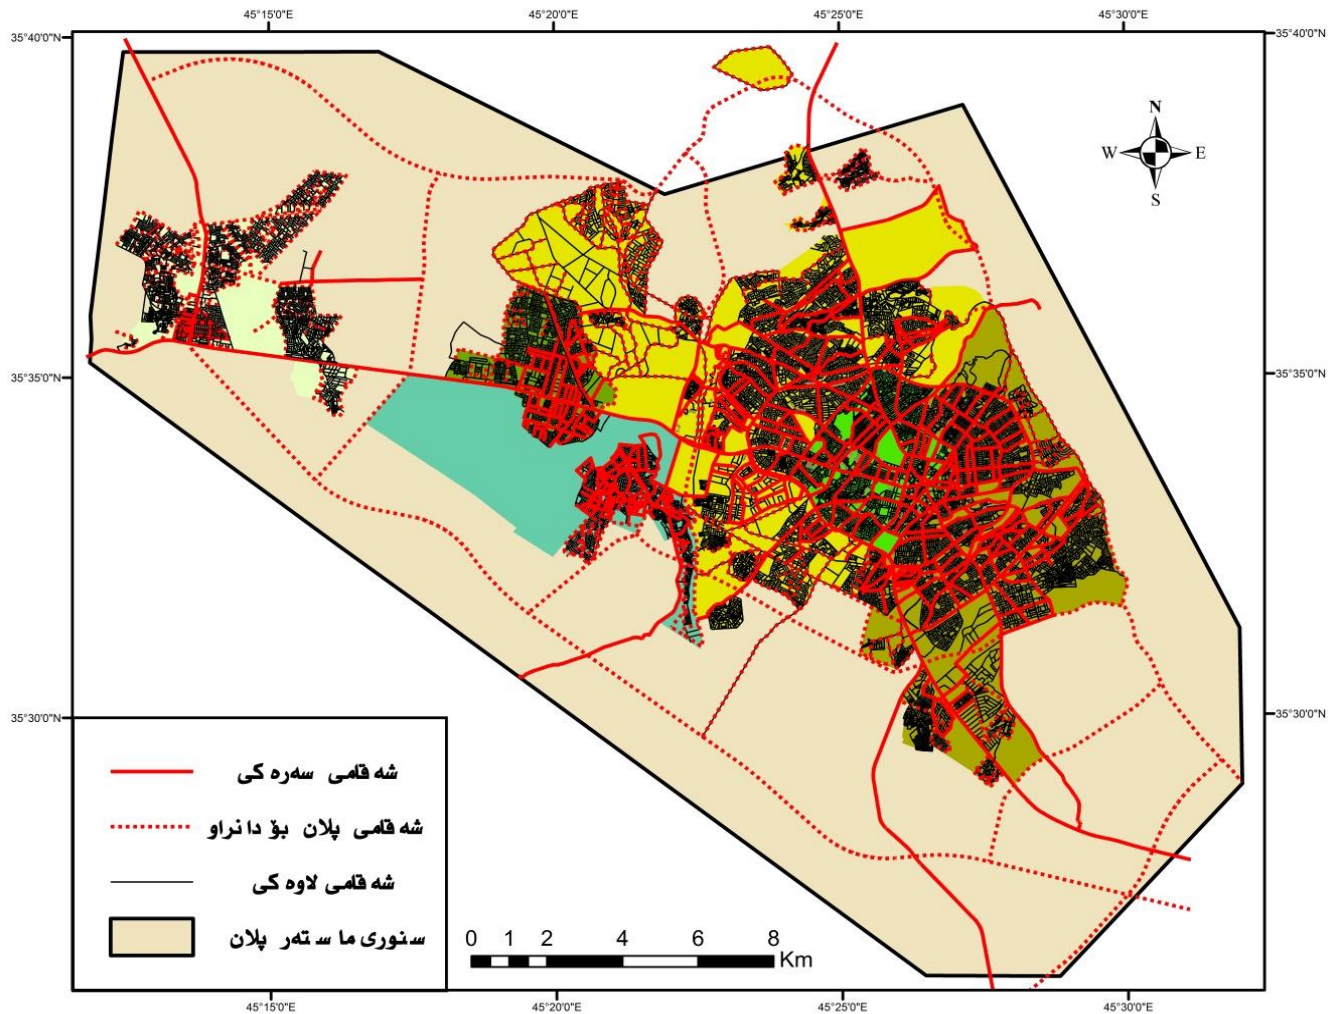 45°15'0"E 45°20'0"E 45°25'0"E 45°30'0"E
35°40'0"N 35°40'0"N
N
W E
S
35°35'0"N 35°35'0"N
35°30'0"N 35°30'0"N
شەقامی سەرەکی
شەقامی پلان بۆ دانراو
شەقامی لاوەکی
سنوری ماستەر پلان
0 1 2 4 6 8
Km
45°15'0"E 45°20'0"E 45°25'0"E 45°30'0"E